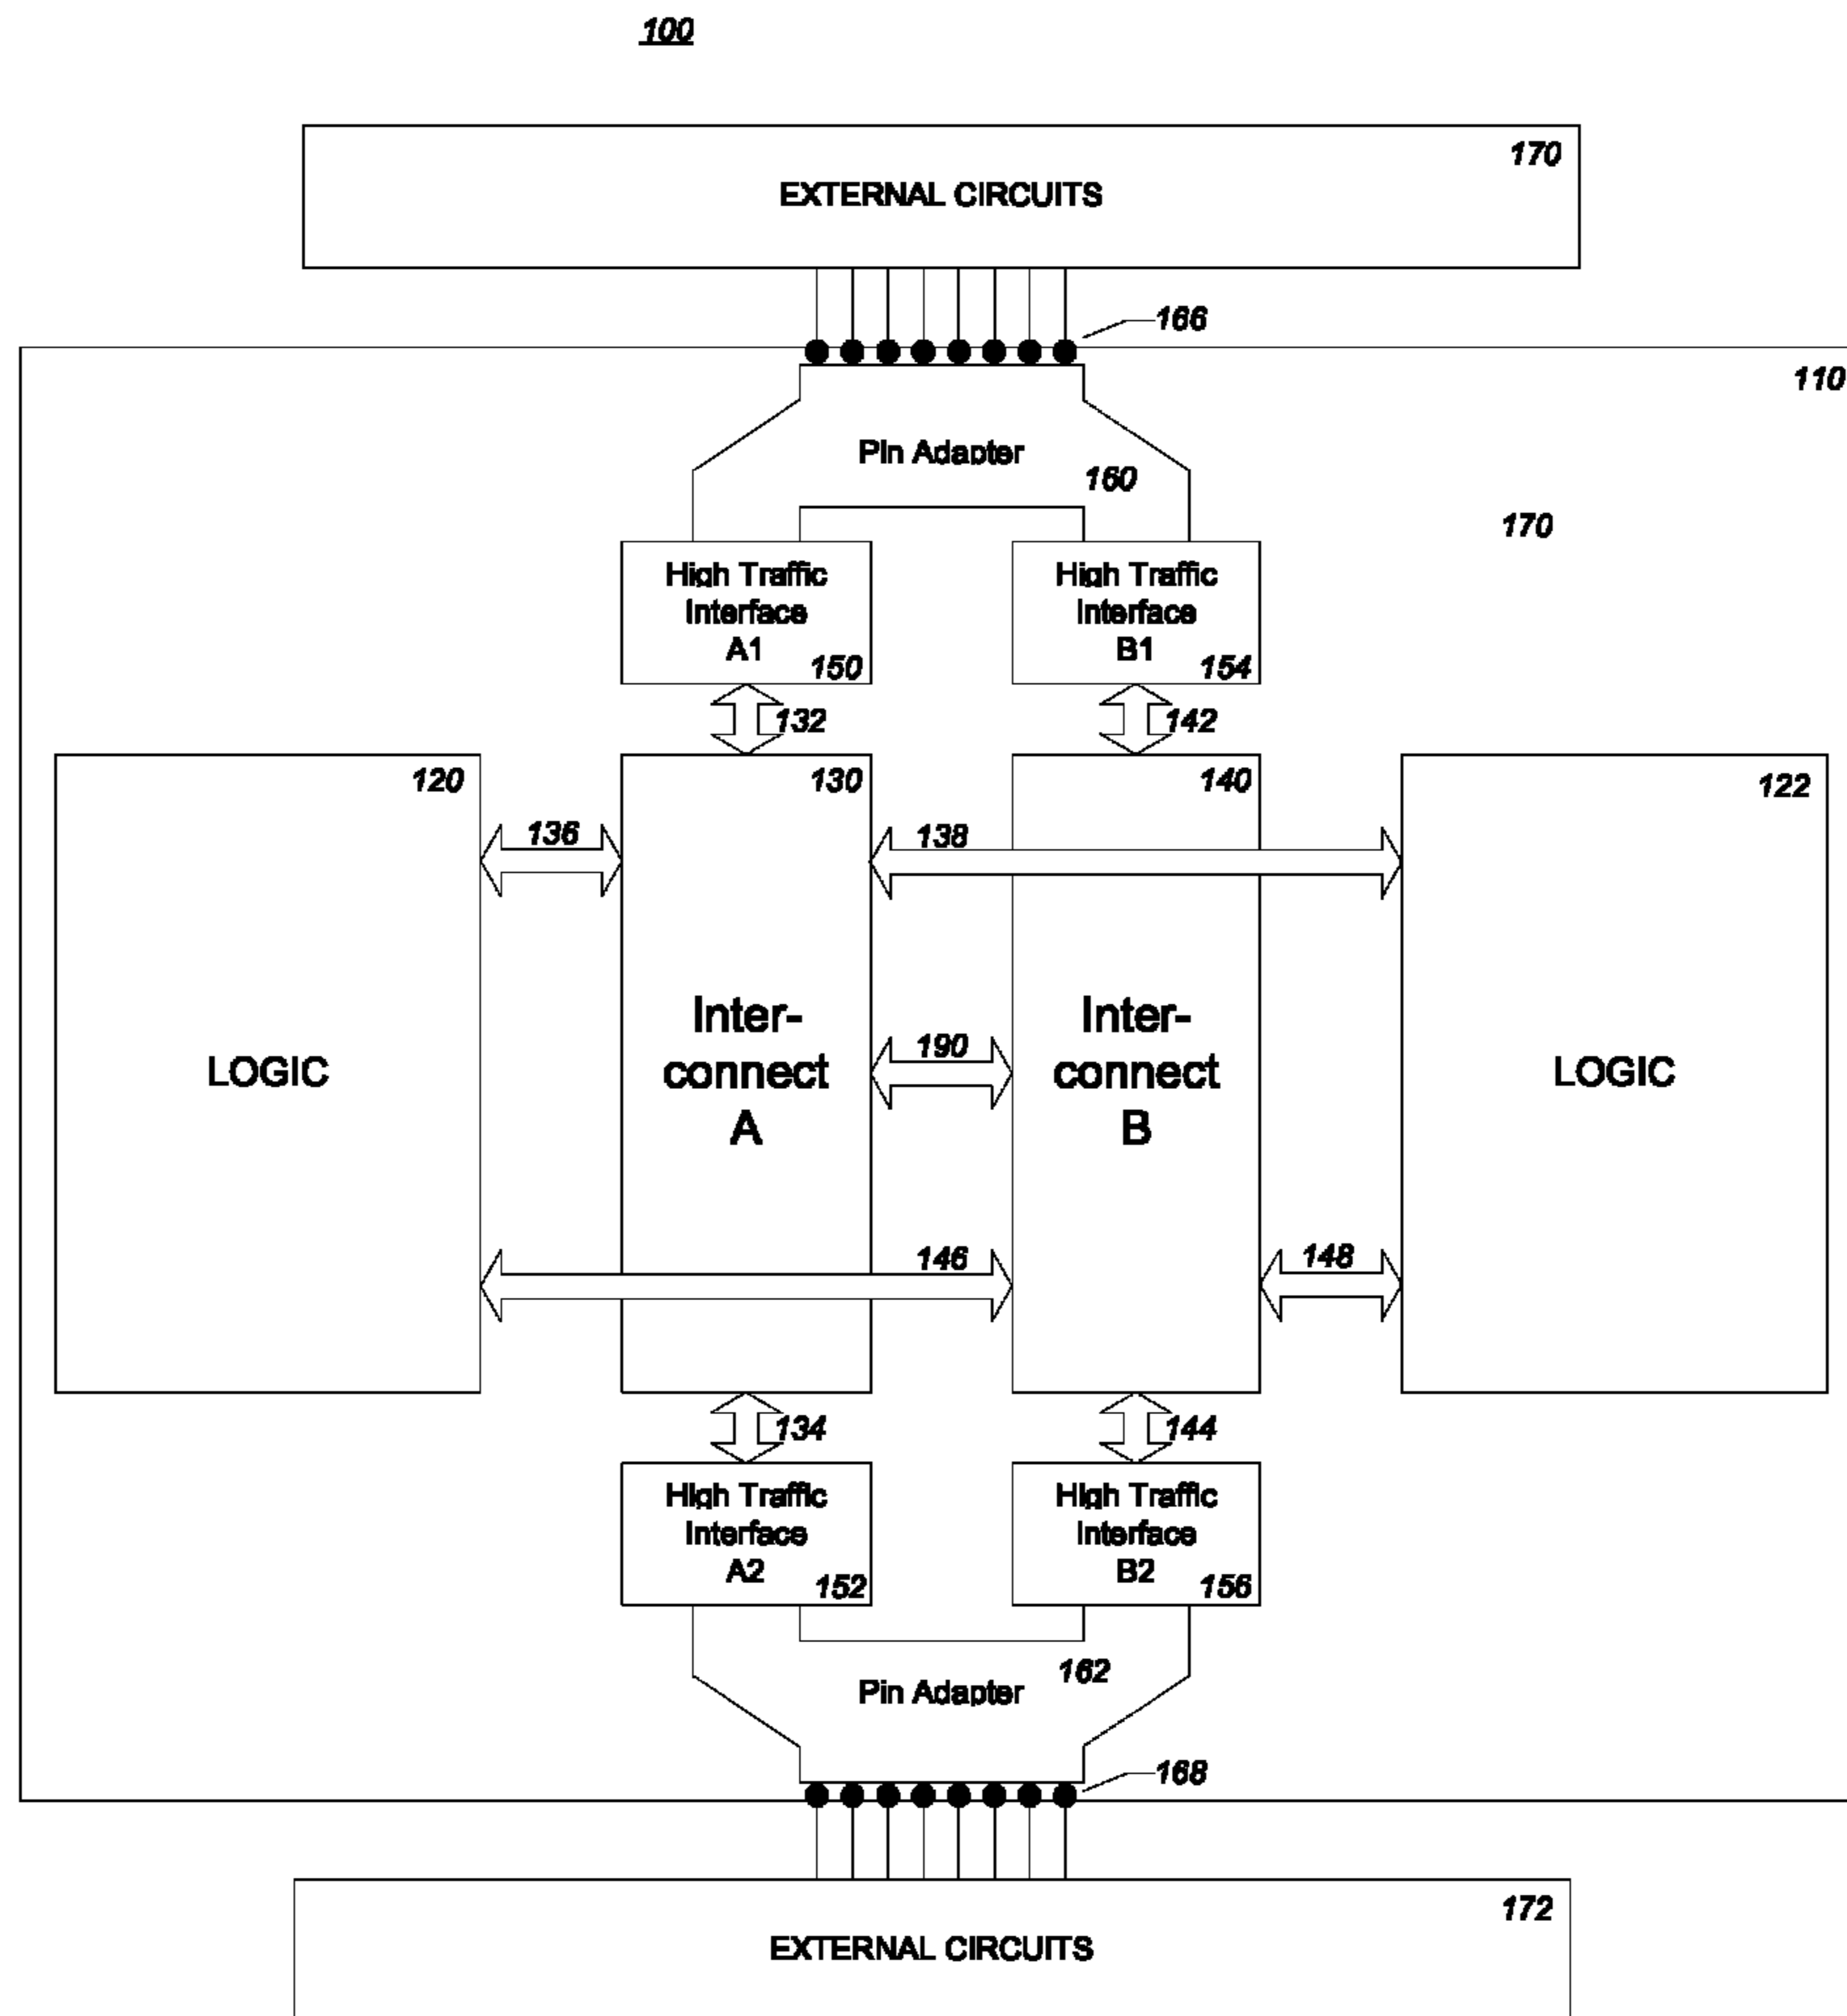 100
170
EXTERNAL CIRCUITS
166
110
Pin Adapter
160
170
High Traffic
Interface
A1
150
High Traffic
Interface
B1
154
132
142
120
130
140
122
136
138
LOGIC
Inter-
connect
A
190
Inter-
connect
B
LOGIC
146
148
134
144
High Traffic
Interface
A2
152
High Traffic
Interface
B2
156
162
Pin Adapter
168
172
EXTERNAL CIRCUITS